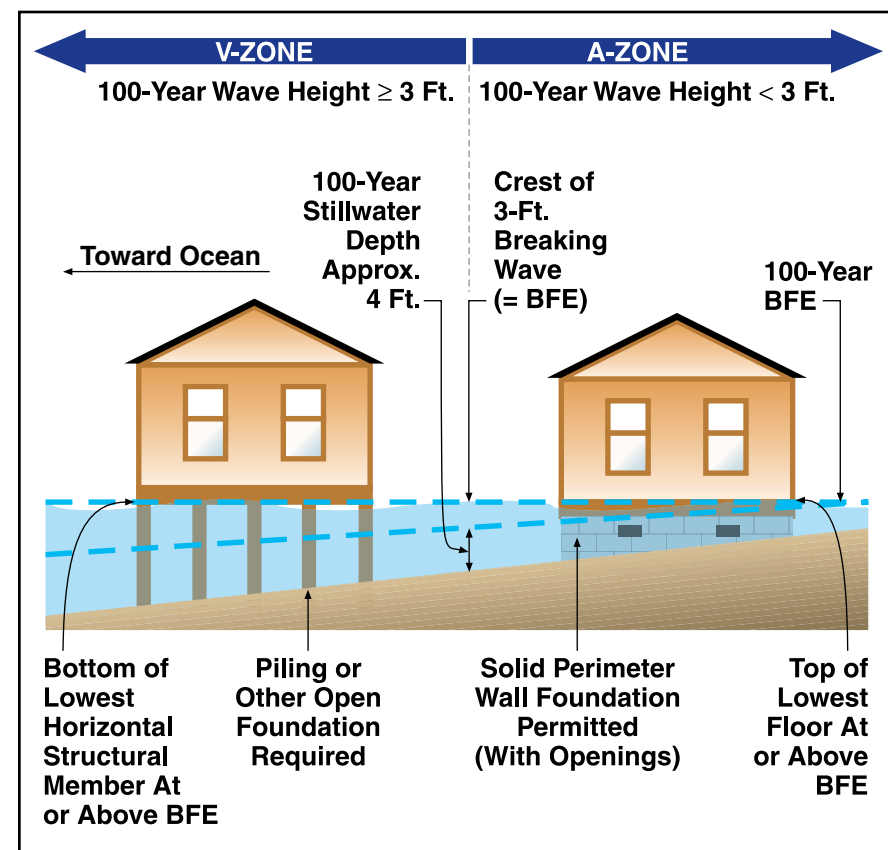 V-ZONE
A-ZONE
100-Year Wave Height ≥ 3 Ft.
100-Year Wave Height < 3 Ft.
100-Year
Stillwater
Depth
Approx.
4 Ft.
Crest of
3-Ft.
Breaking
Wave
(= BFE)
Toward Ocean
100-Year
BFE
Bottom of
Lowest
Horizontal
Structural
Member At
or Above BFE
Piling or
Other Open
Foundation
Required
Solid Perimeter
Wall Foundation
Permitted
(With Openings)
Top of
Lowest
Floor At
or Above
BFE